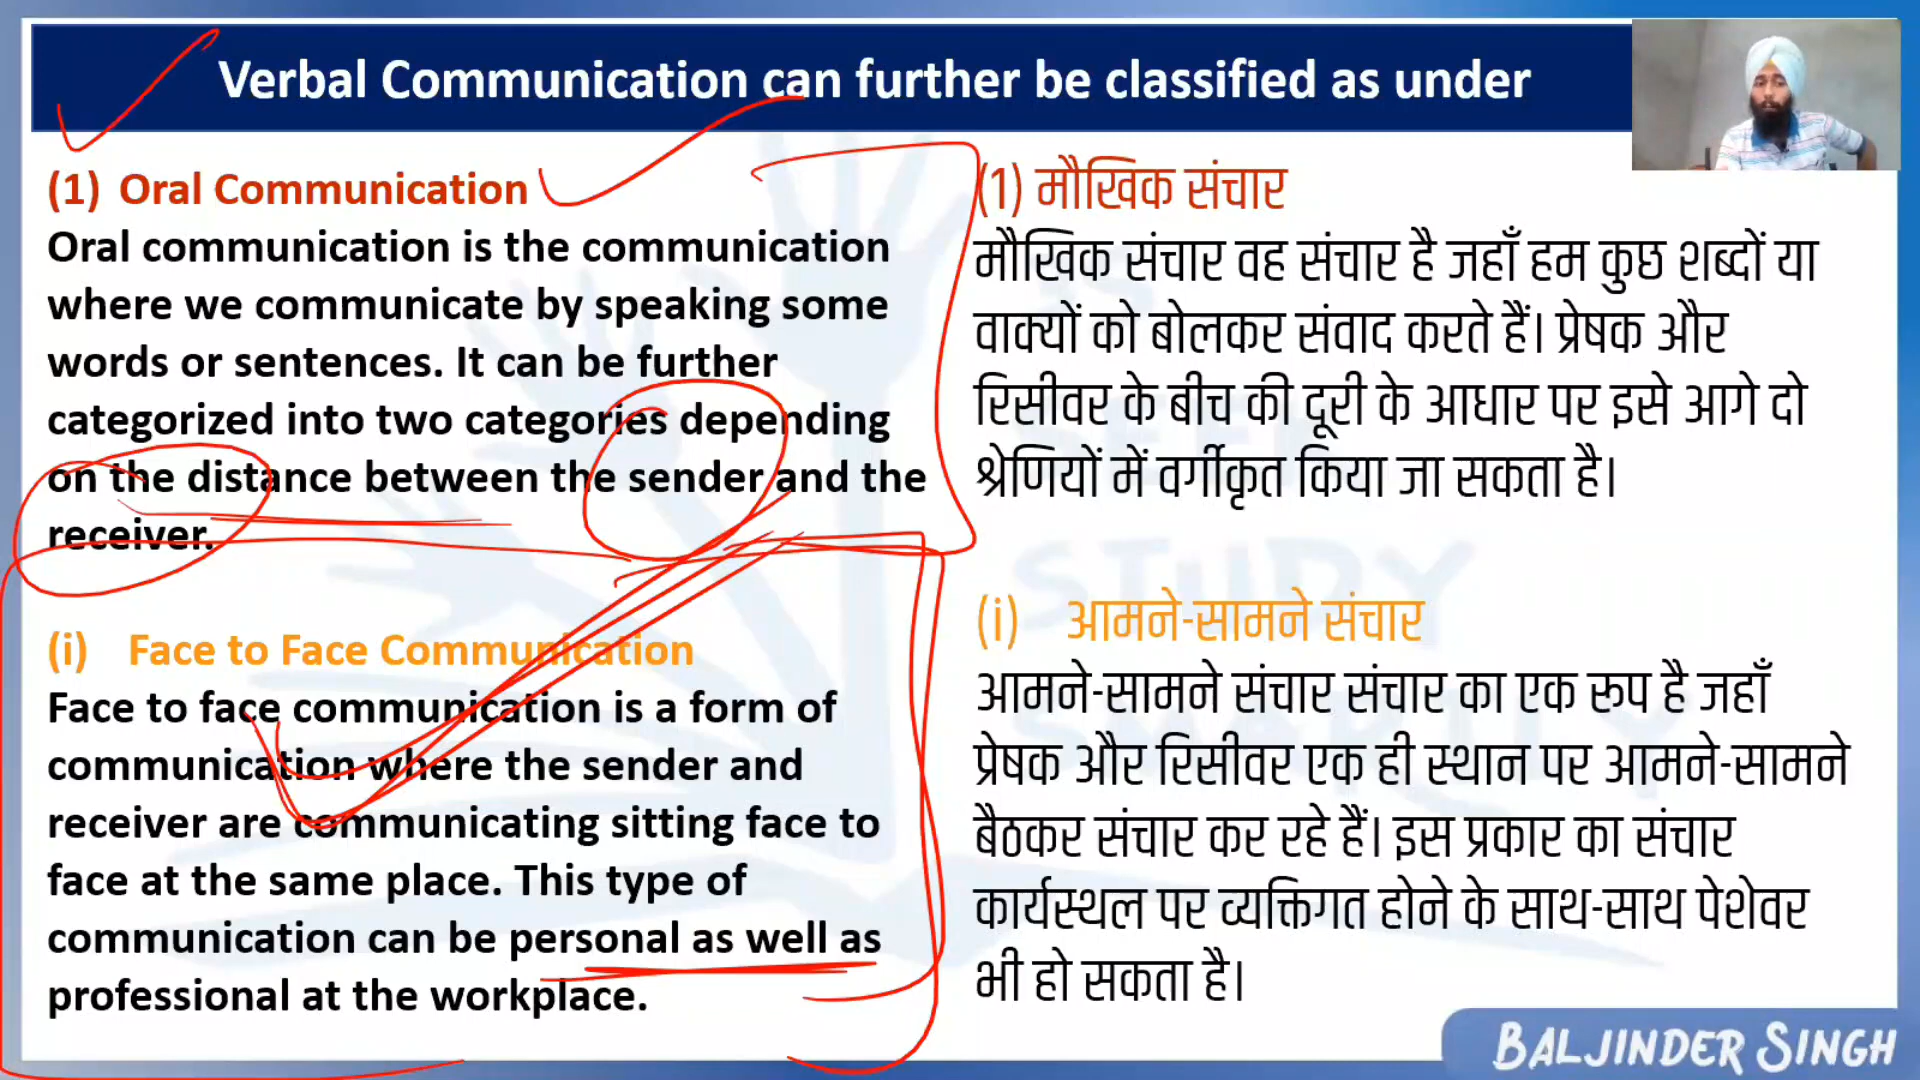 Verbal Communication can further be classified as under
(1) Oral Communication
Oral communication is the communication
where we communicate by speaking some
words or sentences. It can be further
categorized into two categories depending
on the distance between the sender and the
receiver.
(i) Face to Face Communication
Face to face communication is a form of
communication where the sender and
receiver are communicating sitting face to
face at the same place. This type of
communication can be personal as well as
professional at the workplace.
(1) मौखिक संचार
मौखिक संचार वह संचार है जहाँ हम कुछ शब्दों या
वाक्यों को बोलकर संवाद करते हैं। प्रेषक और
रिसीवर के बीच की दूरी के आधार पर इसे आगे दो
श्रेणियों में वर्गीकृत किया जा सकता है।
(i) आमने-सामने संचार
आमने-सामने संचार संचार का एक रूप है जहाँ
प्रेषक और रिसीवर एक ही स्थान पर आमने-सामने
बैठकर संचार कर रहे हैं। इस प्रकार का संचार
कार्यस्थल पर व्यक्तिगत होने के साथ-साथ पेशेवर
भी हो सकता है।
BALJINDER SINGH